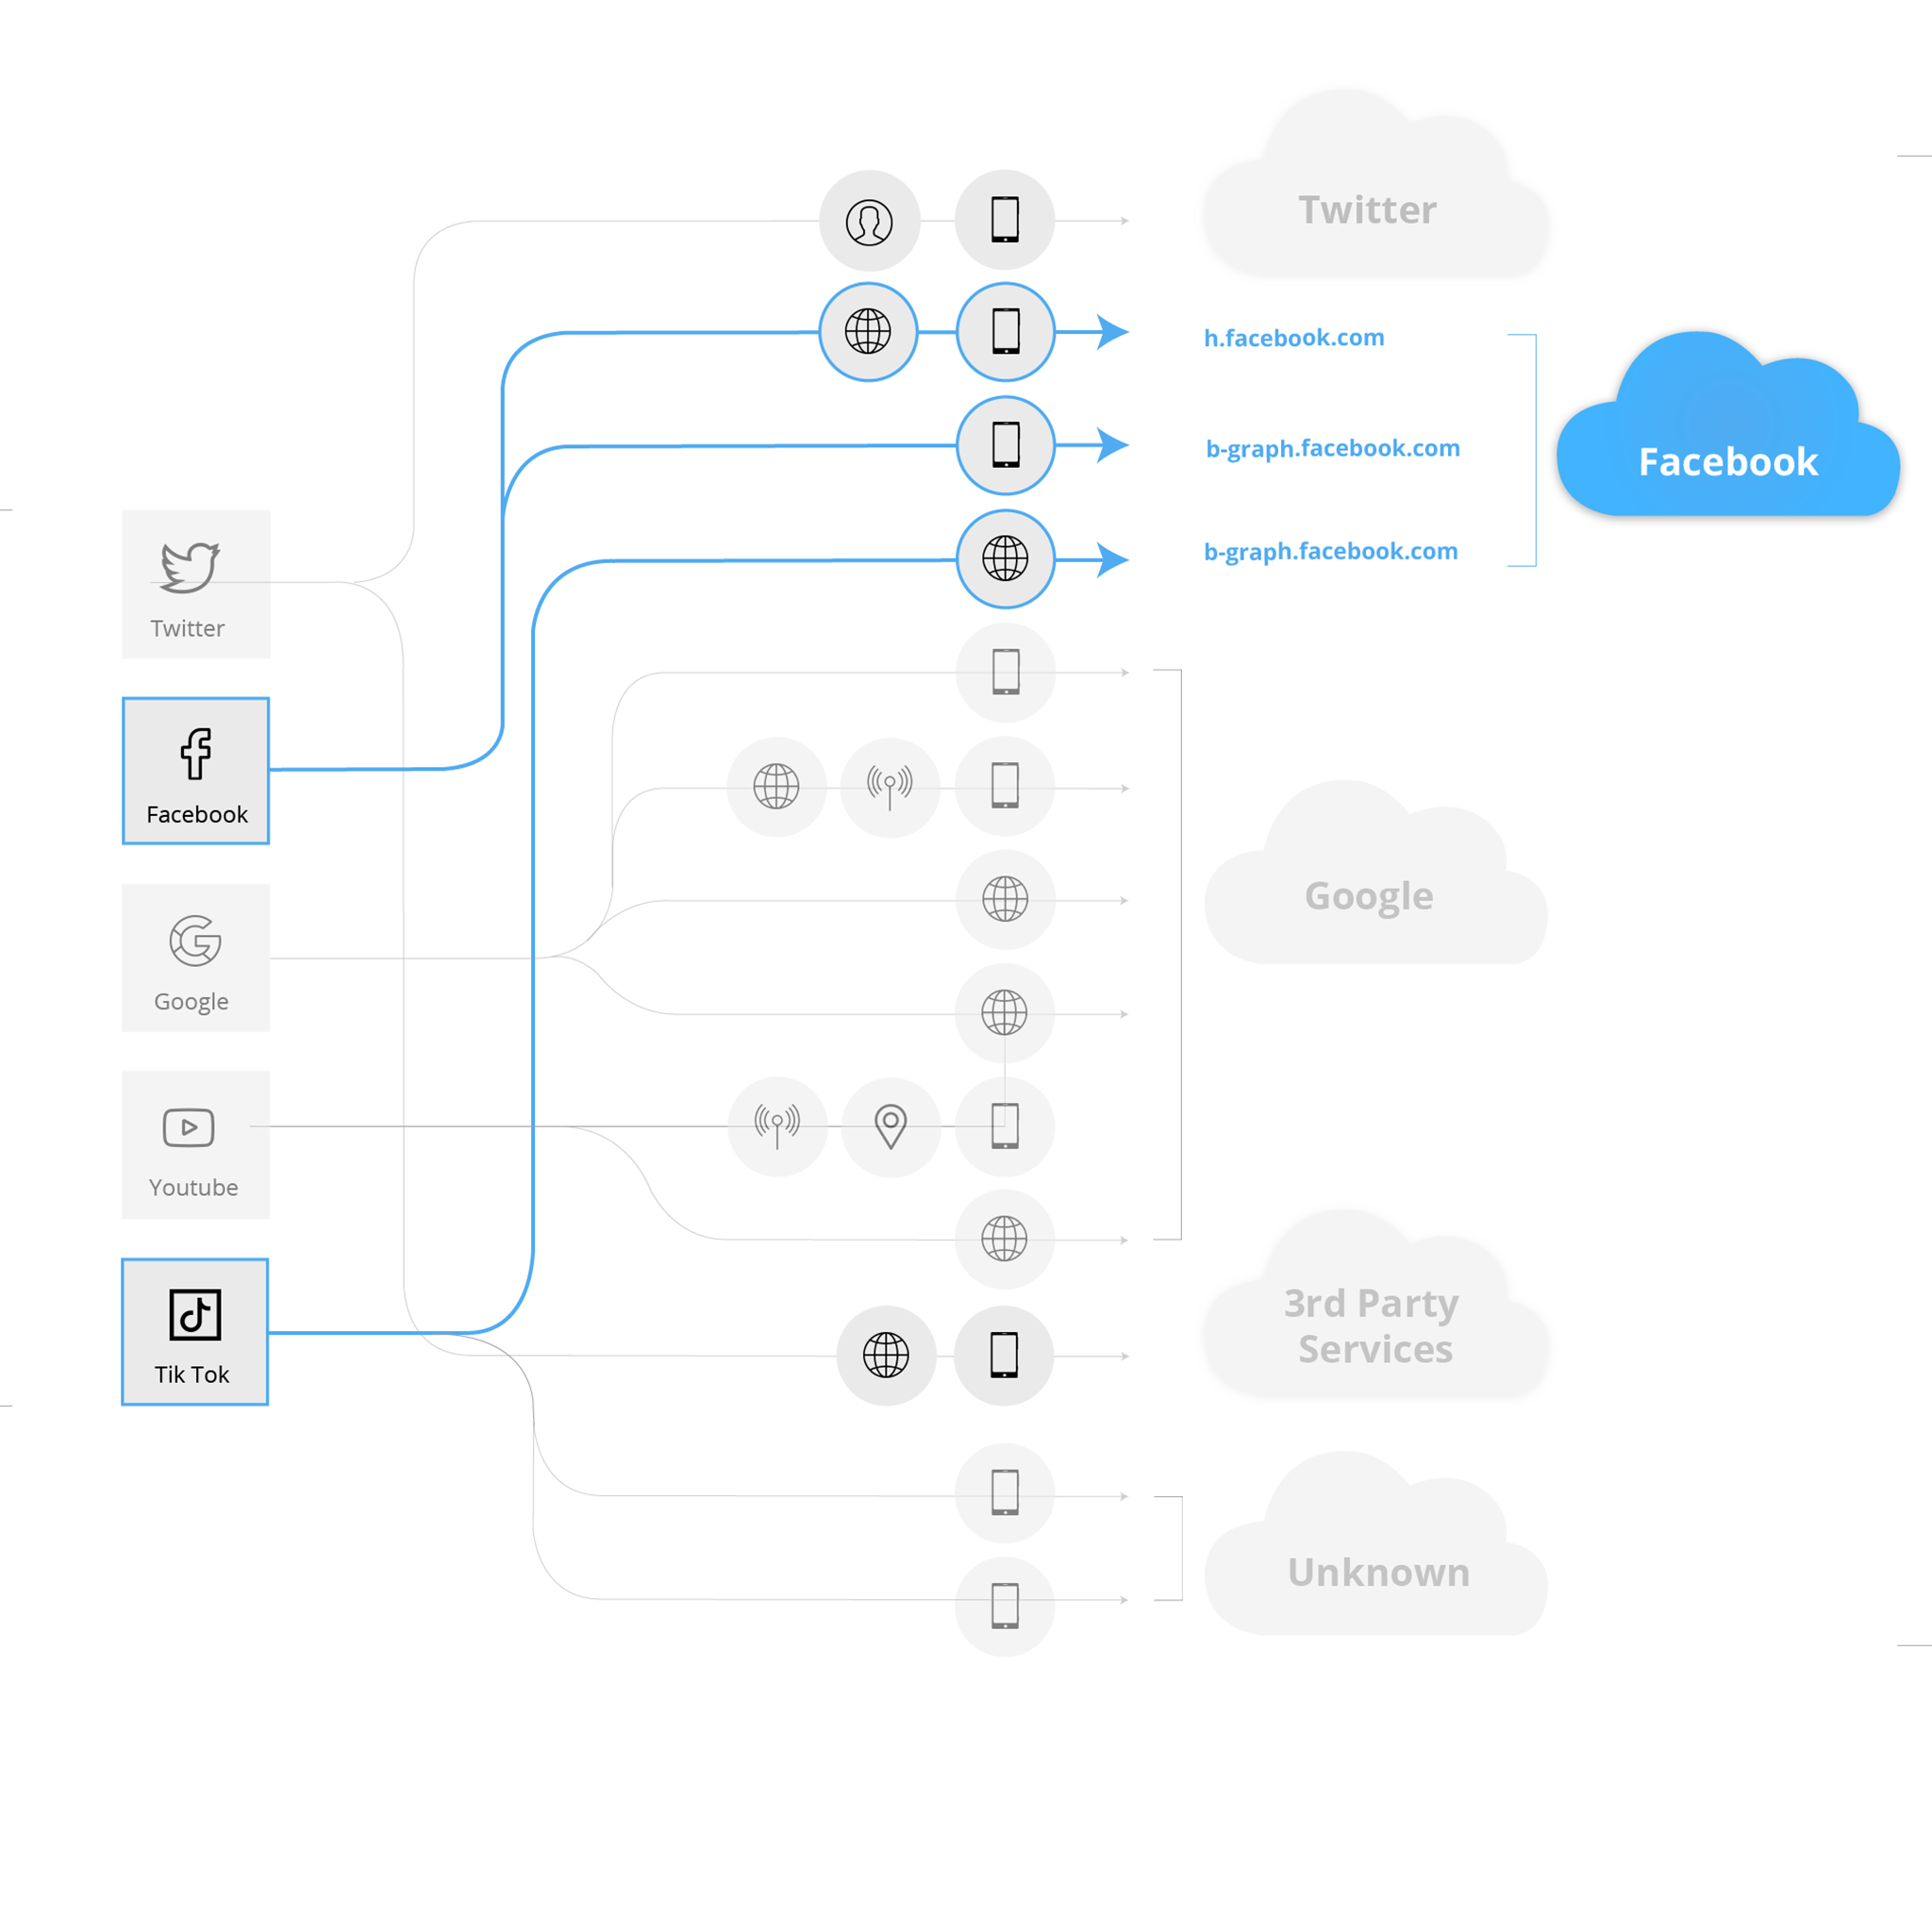 Twitter
h.facebook.com
b-graph.facebook.com
Facebook
b-graph.facebook.com
Twitter
Facebook
Google
Google
Youtube
3rd Party
Services
Tik Tok
Unknown